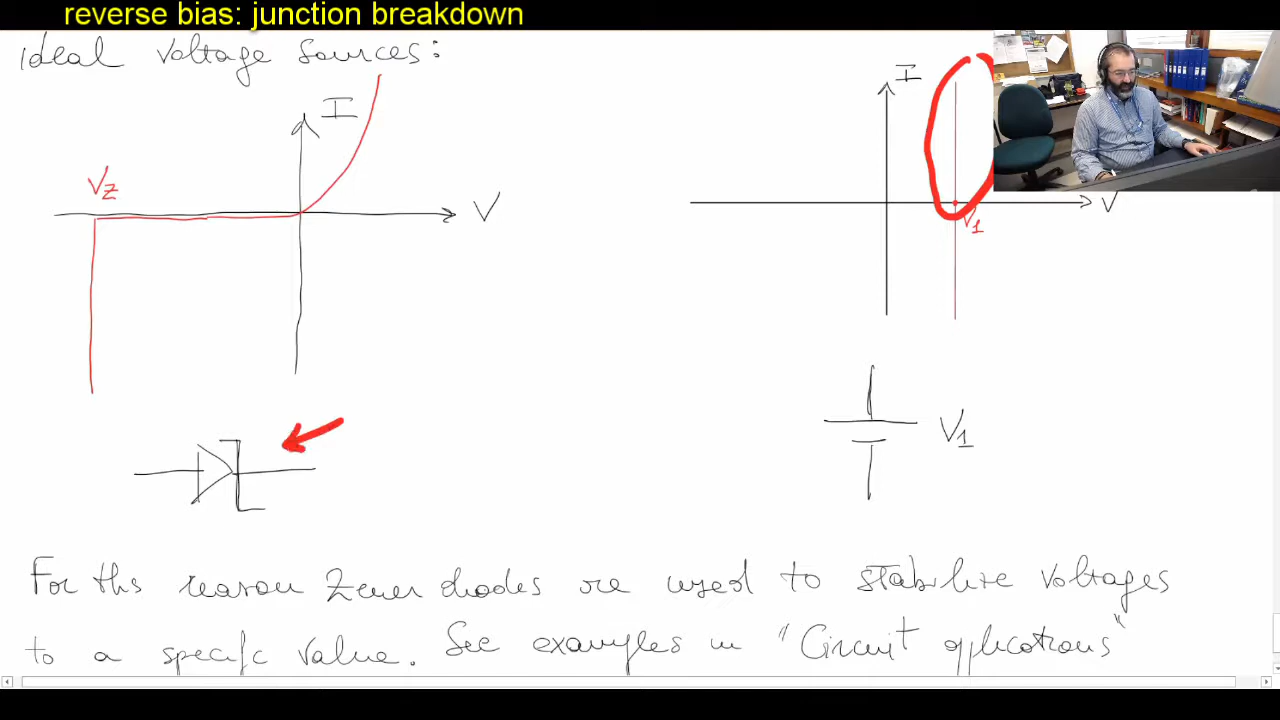 reverse bias: junction breakdown
ideal voltage sources:
I
V
Vz
I
V
V1
V1
For this reason Zener diodes are used to stabilize voltages
to a specific value. See examples in "Circuit applications"